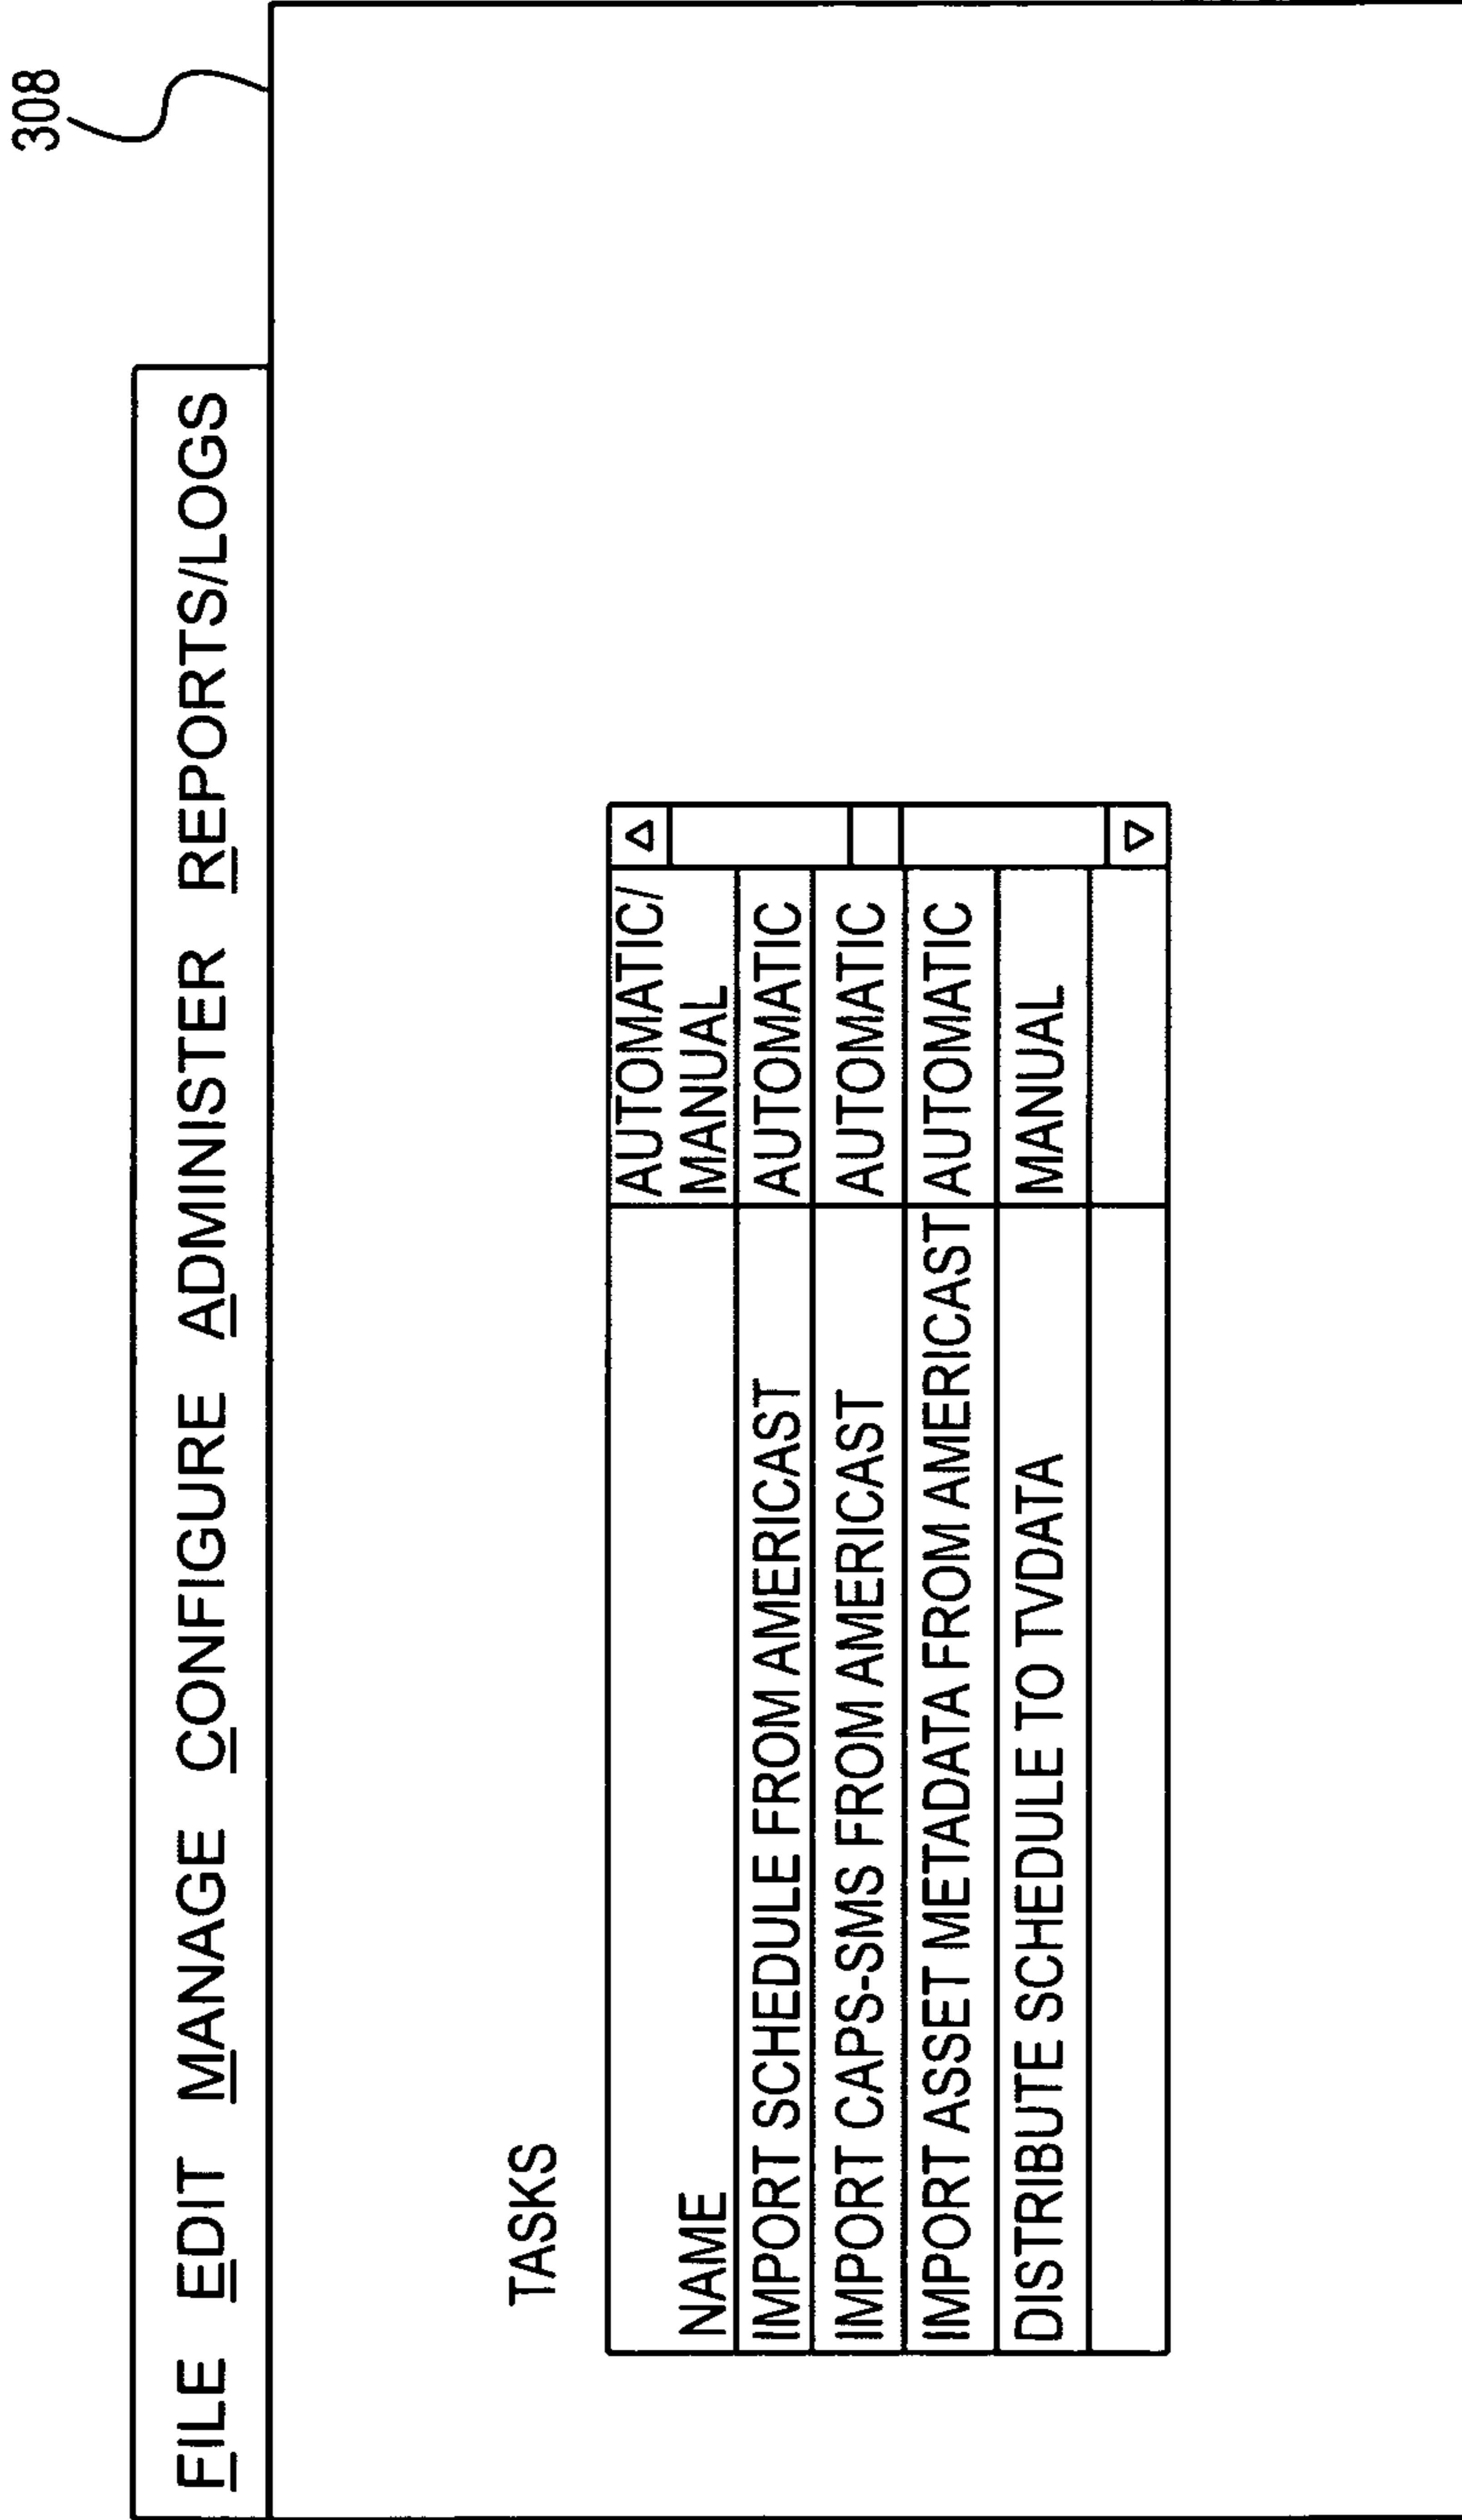 308
FILE EDIT MANAGE CONFIGURE ADMINISTER REPORTS/LOGS
TASKS
NAME AUTOMATIC/
MANUAL
IMPORT SCHEDULE FROM AMERICAST AUTOMATIC
IMPORT CAPS-SMS FROM AMERICAST AUTOMATIC
IMPORT ASSET METADATA FROM AMERICAST AUTOMATIC
DISTRIBUTE SCHEDULE TO TVDATA MANUAL